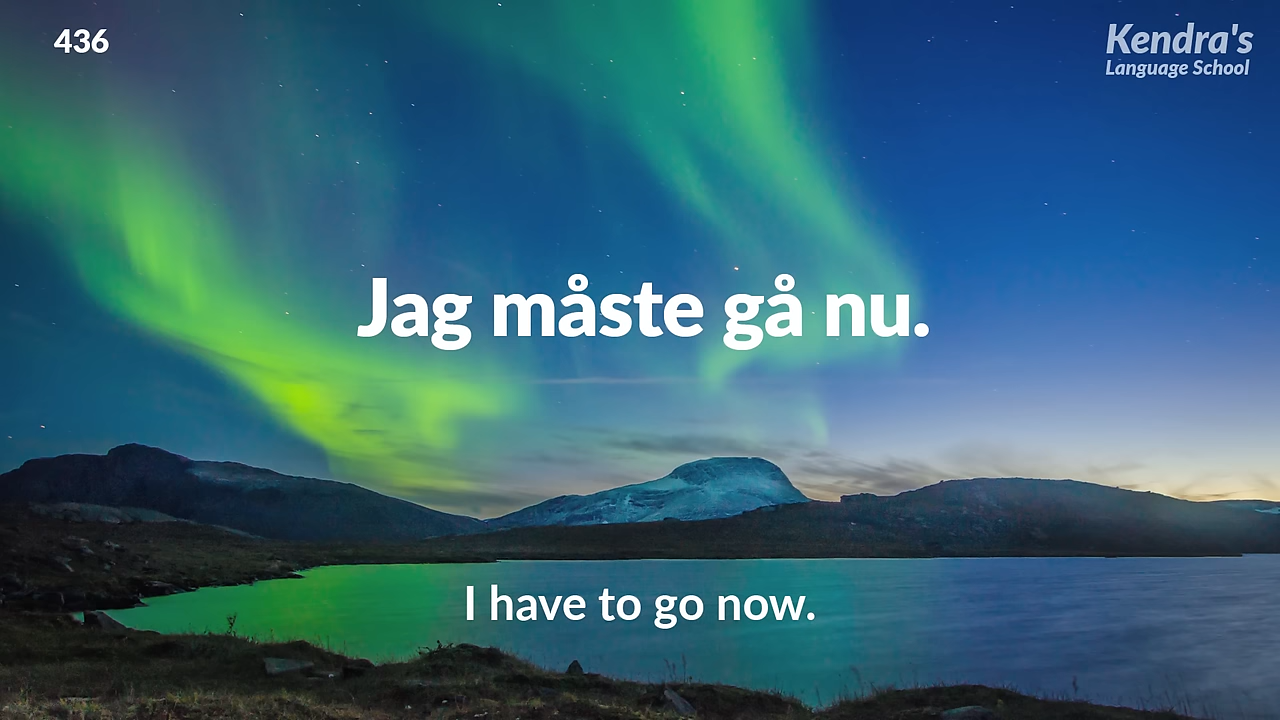 436
Kendra's
Language School
Jag måste gå nu.
I have to go now.